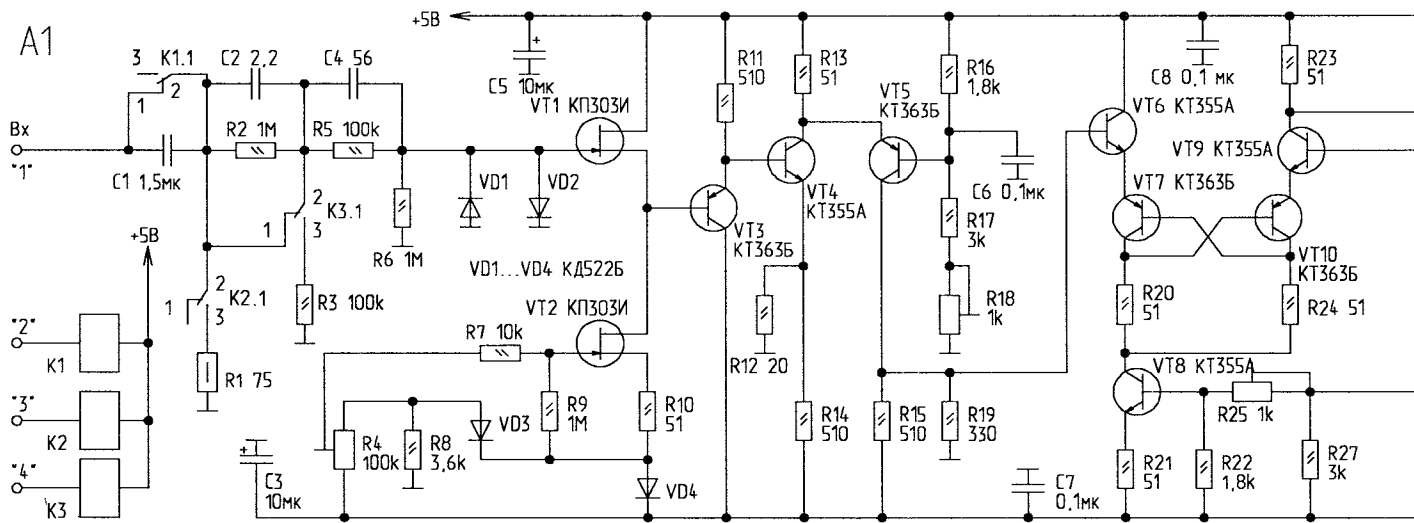 A1
+5В
3
K1.1
2
1
C2 2,2
C4 56
Вх
"1"
C1 1,5мк
R2 1М
R5 100k
2
K3.1
1
3
R6 1М
R3 100k
+5В
2
K2.1
1
3
R1 75
"2"
K1
"3"
K2
"4"
K3
+
C5 10мк
VT1 КП303И
VD1
VD2
VD1...VD4 КД522Б
VT2 КП303И
R7 10k
R4
100k
R8
3,6k
VD3
R9
1М
R10
51
VD4
+
C3
10мк
R11
510
R13
51
VT3
КТ363Б
VT4
КТ355А
VT5
КТ363Б
R12 20
R14
510
R15
510
R16
1,8k
C6 0,1мк
R17
3k
R18
1k
R19
330
C7
0,1мк
C8 0,1 мк
R23
51
VT6 КТ355А
VT9 КТ355А
VT7 КТ363Б
VT10
КТ363Б
R20
51
R24 51
VT8 КТ355А
R25 1k
R21
51
R22
1,8k
R27
3k